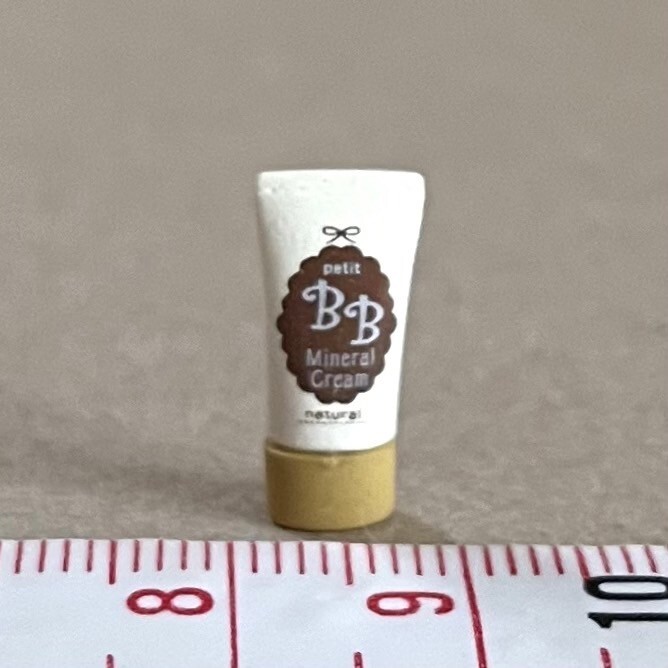 petit
BB
Mineral
Cream
natural
8 9 10